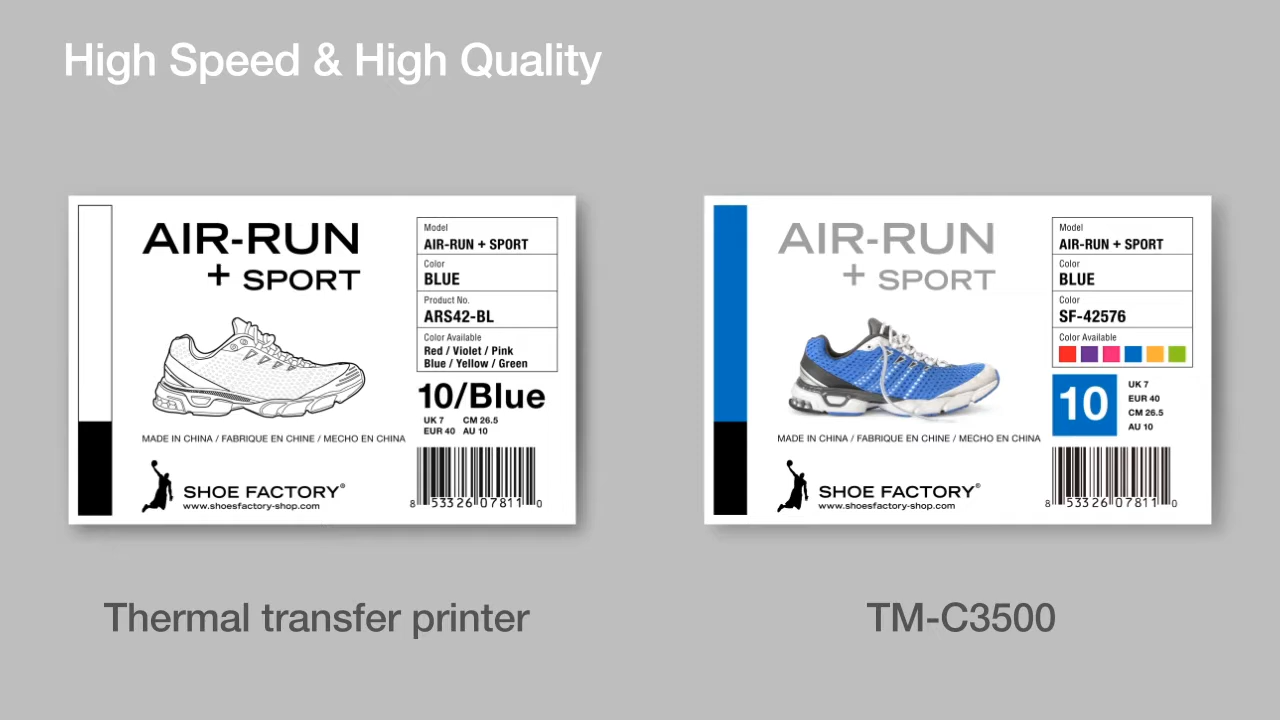 High Speed & High Quality
AIR-RUN
+ SPORT
Model
AIR-RUN + SPORT
Color
BLUE
Product No.
ARS42-BL
Color Available
Red / Violet / Pink
Blue / Yellow / Green
10/Blue
UK 7 CM 26.5
EUR 40 AU 10
MADE IN CHINA / FABRIQUE EN CHINE / MECHO EN CHINA
SHOE FACTORY®
www.shoesfactory-shop.com
8 53326 07811 0
AIR-RUN
+ SPORT
Model
AIR-RUN + SPORT
Color
BLUE
Color
SF-42576
Color Available
10
UK 7
EUR 40
CM 26.5
AU 10
MADE IN CHINA / FABRIQUE EN CHINE / MECHO EN CHINA
SHOE FACTORY®
www.shoesfactory-shop.com
8 53326 07811 0
Thermal transfer printer
TM-C3500